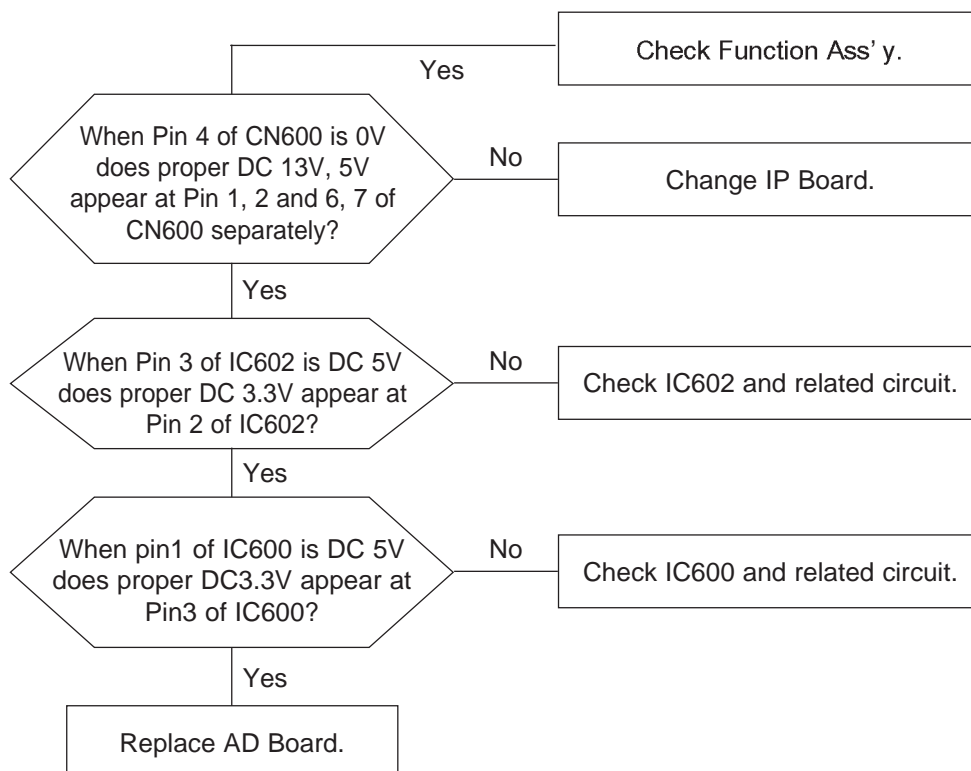 Check Function Ass' y.
Yes
When Pin 4 of CN600 is 0V
does proper DC 13V, 5V
appear at Pin 1, 2 and 6, 7 of
CN600 separately?
No
Change IP Board.
Yes
When Pin 3 of IC602 is DC 5V
does proper DC 3.3V appear at
Pin 2 of IC602?
No
Check IC602 and related circuit.
Yes
When pin1 of IC600 is DC 5V
does proper DC3.3V appear at
Pin3 of IC600?
No
Check IC600 and related circuit.
Yes
Replace AD Board.